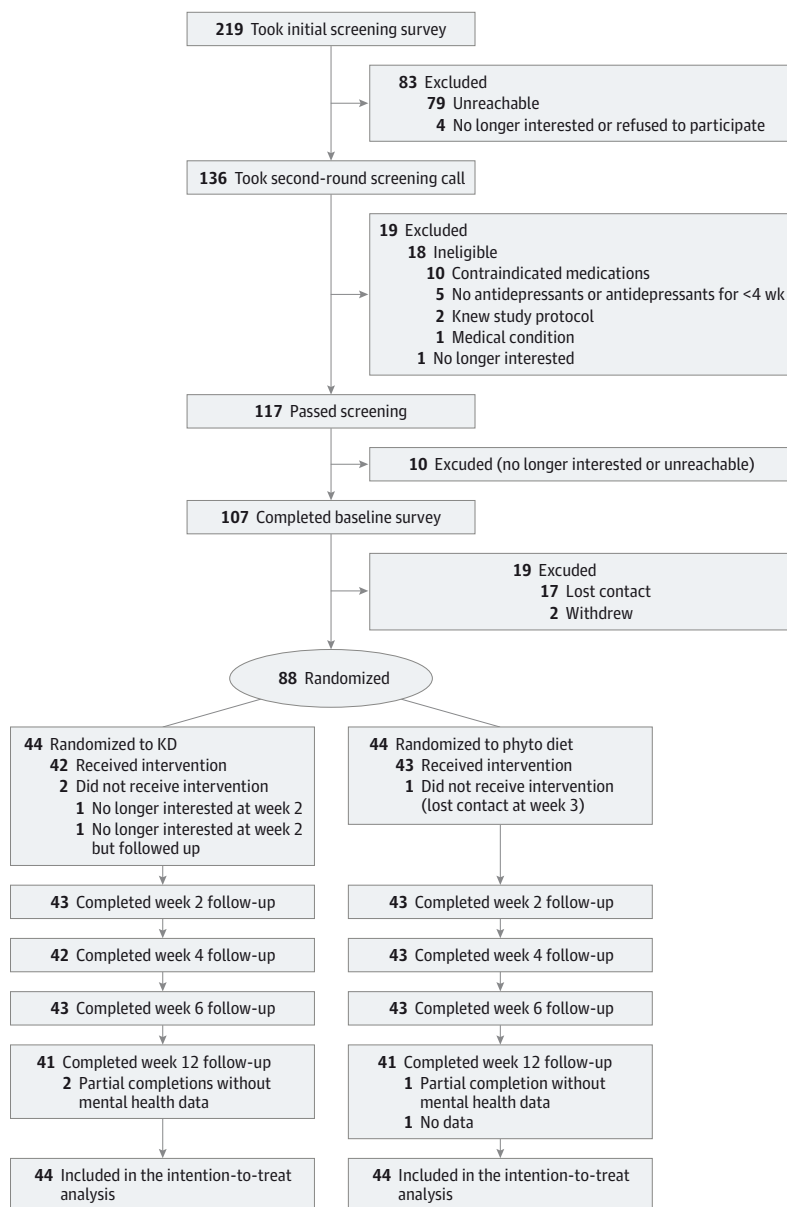 219 Took initial screening survey
83 Excluded
79 Unreachable
4 No longer interested or refused to participate
136 Took second-round screening call
19 Excluded
18 Ineligible
10 Contraindicated medications
5 No antidepressants or antidepressants for <4 wk
2 Knew study protocol
1 Medical condition
1 No longer interested
117 Passed screening
10 Excuded (no longer interested or unreachable)
107 Completed baseline survey
19 Excuded
17 Lost contact
2 Withdrew
88 Randomized
44 Randomized to KD
42 Received intervention
2 Did not receive intervention
1 No longer interested at week 2
1 No longer interested at week 2
but followed up
44 Randomized to phyto diet
43 Received intervention
1 Did not receive intervention
(lost contact at week 3)
43 Completed week 2 follow-up
43 Completed week 2 follow-up
42 Completed week 4 follow-up
43 Completed week 4 follow-up
43 Completed week 6 follow-up
43 Completed week 6 follow-up
41 Completed week 12 follow-up
2 Partial completions without
mental health data
41 Completed week 12 follow-up
1 Partial completion without
mental health data
1 No data
44 Included in the intention-to-treat
analysis
44 Included in the intention-to-treat
analysis